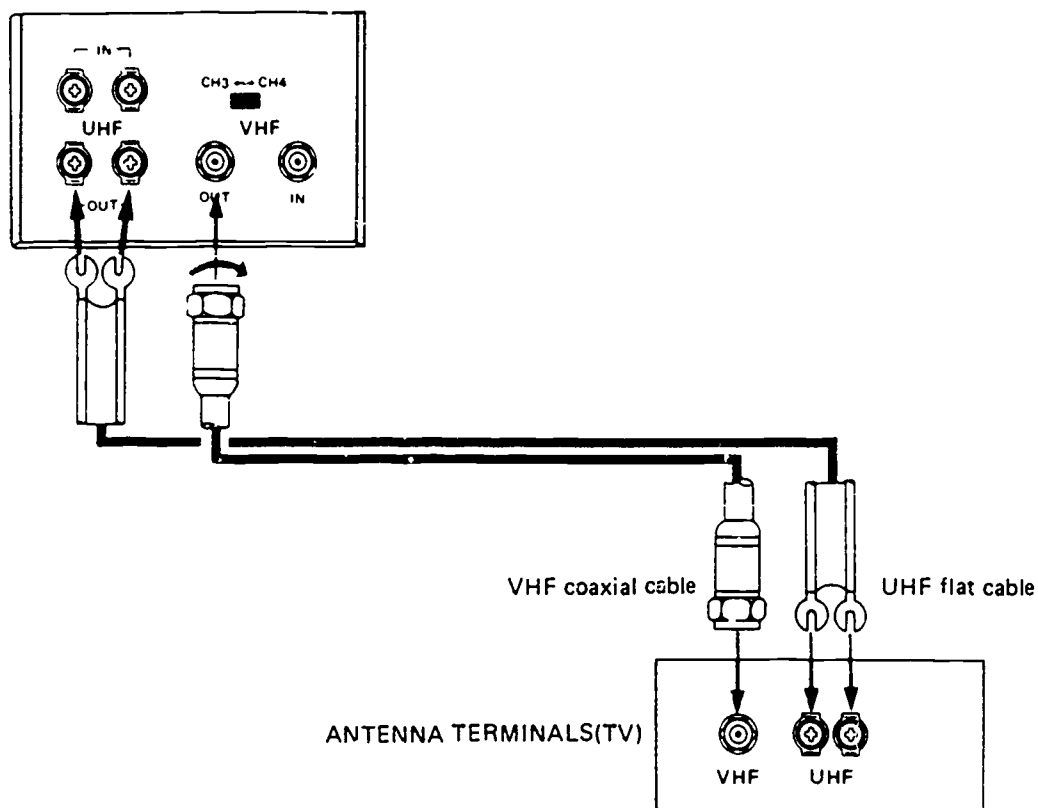 IN
CH3 ↔ CH4
UHF VHF
OUT OUT IN
VHF coaxial cable UHF flat cable
ANTENNA TERMINALS(TV)
VHF UHF